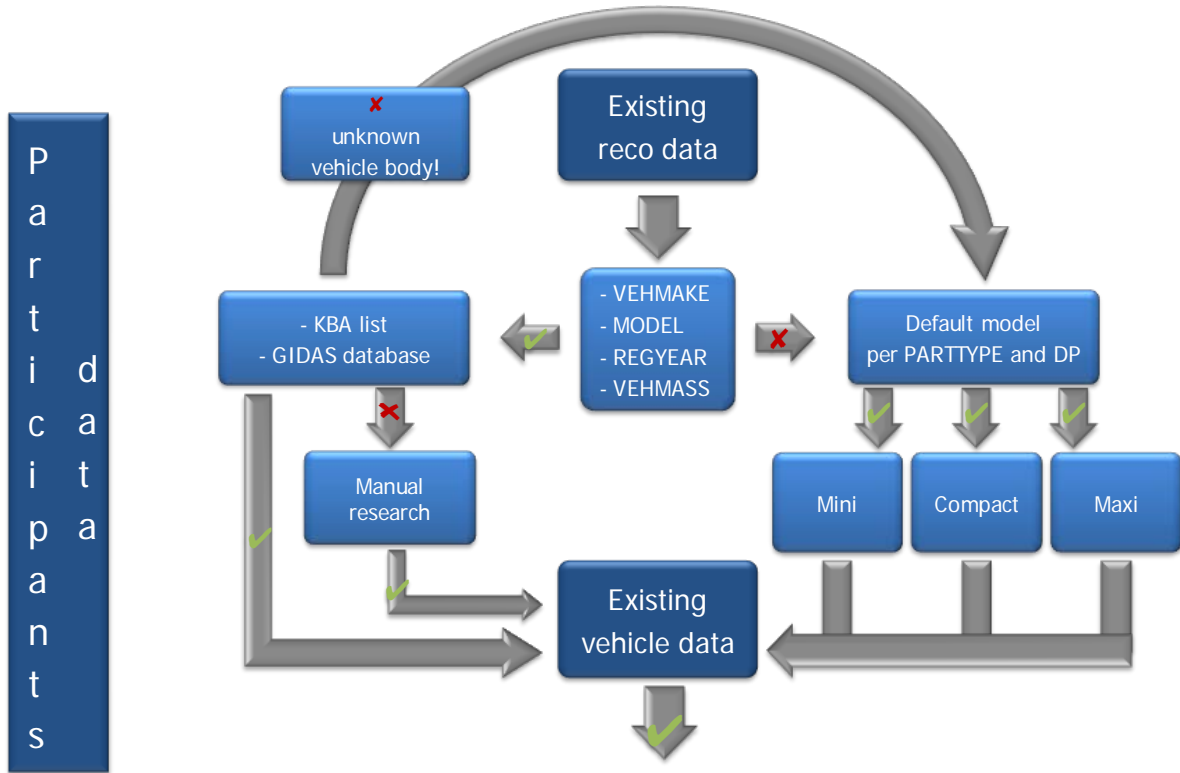 Participants
data
✘
unknown
vehicle body!
Existing
reco data
- KBA list
- GIDAS database
- VEHMAKE
- MODEL
- REGYEAR
- VEHMASS
Default model
per PARTTYPE and DP
Manual
research
Mini
Compact
Maxi
Existing
vehicle data